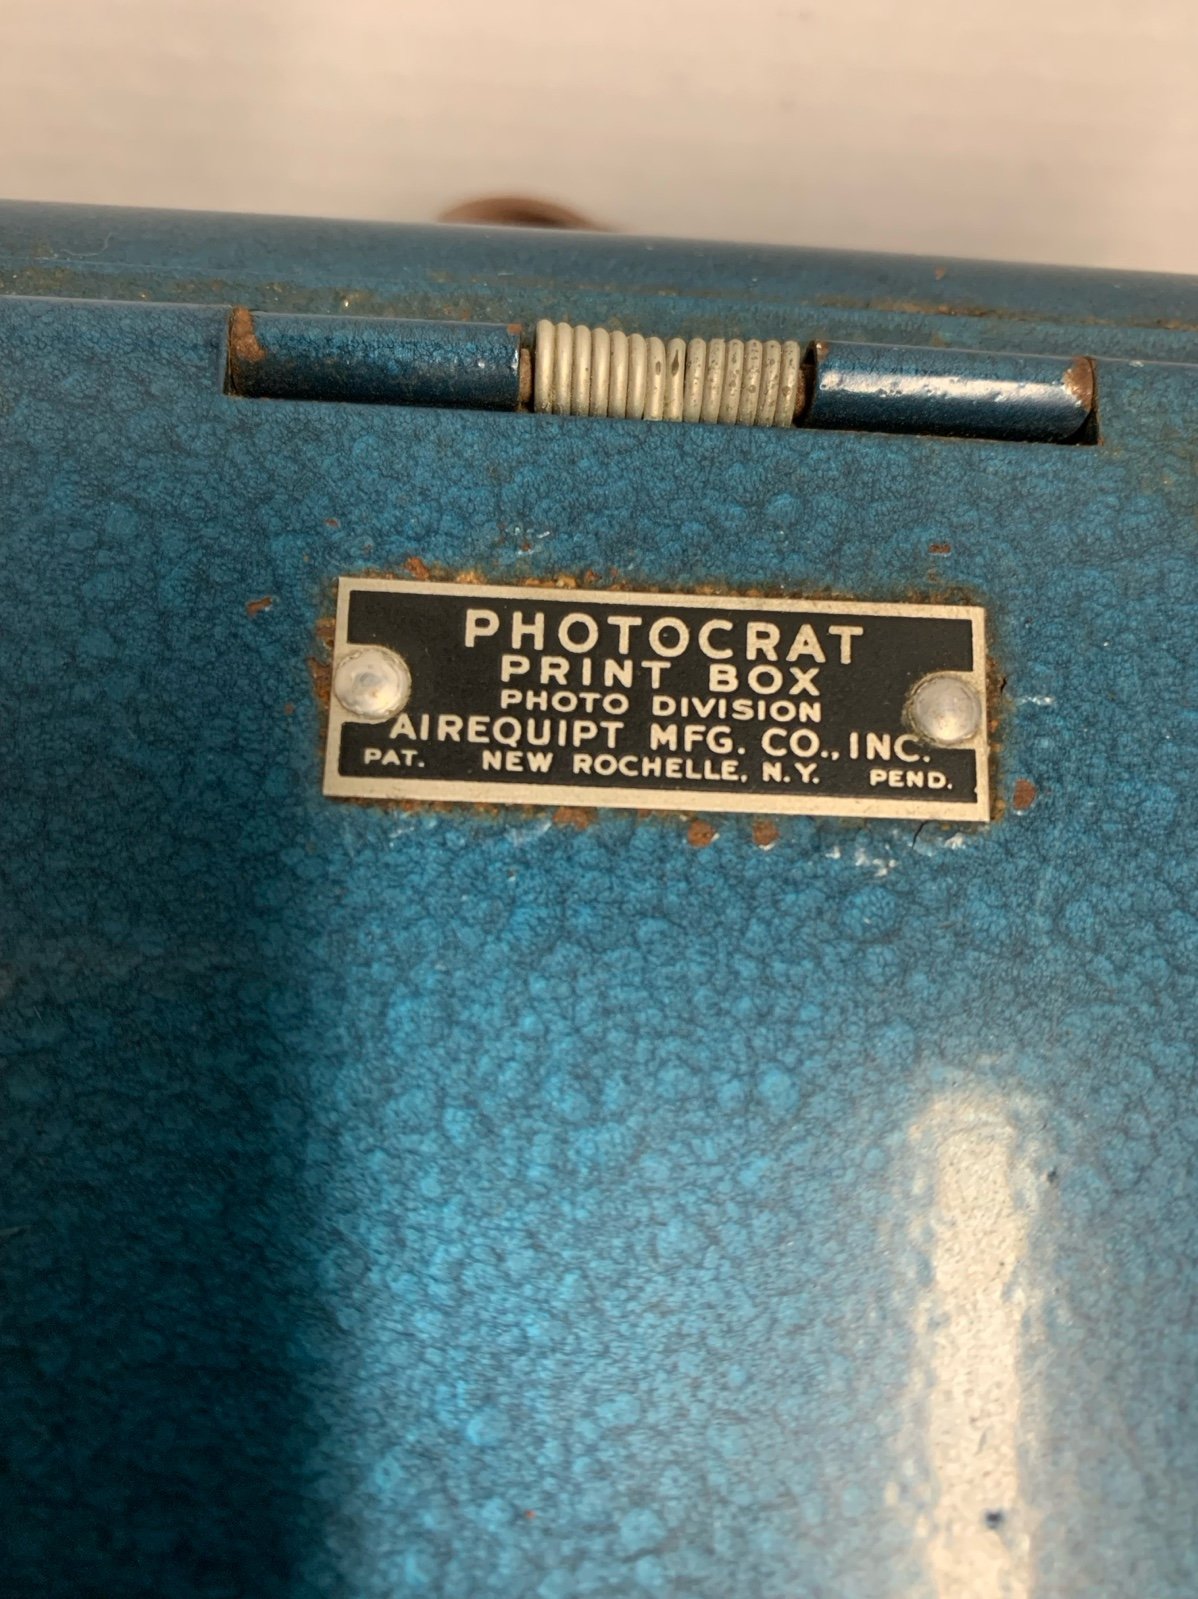 PHOTOCRAT
PRINT BOX
PHOTO DIVISION
AIREQUIPT MFG. CO., INC.
PAT. NEW ROCHELLE, N.Y. PEND.